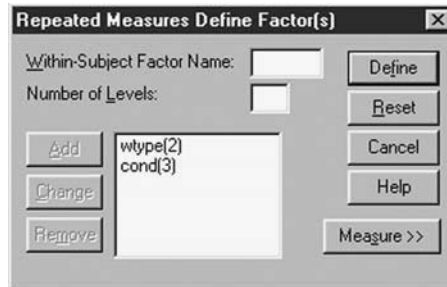 Repeated Measures Define Factor(s)
Within-Subject Factor Name:
Number of Levels:
Define
Reset
Cancel
Help
Measure >>
Add
Change
Remove
wtype(2)
cond(3)